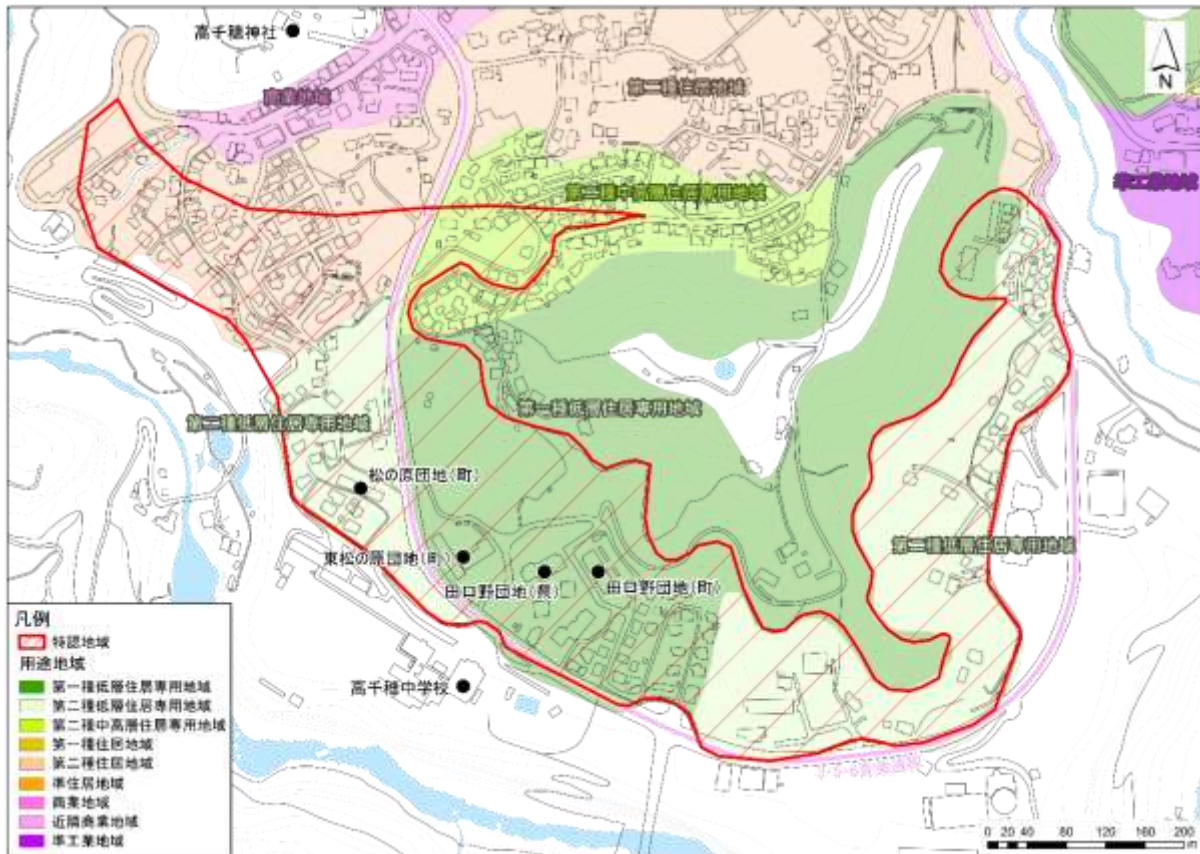 高千穂神社
商業地域
第二種住居地域
N
第二種中高層住居専用地域
準工業地域
第一種低層住居専用地域
第二種低層住居専用地域
松の原団地(町)
東松の原団地(町)
田口野団地(県)
田口野団地(町)
第二種低層住居専用地域
高千穂中学校
凡例
特認地域
用途地域
第一種低層住居専用地域
第二種低層住居専用地域
第二種中高層住居専用地域
第一種住居地域
第二種住居地域
準住居地域
商業地域
近隣商業地域
準工業地域
0 20 40 80 120 160 200
m